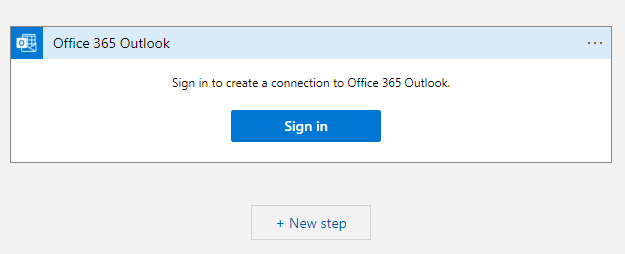 Office 365 Outlook
Sign in to create a connection to Office 365 Outlook.
Sign in
+ New step